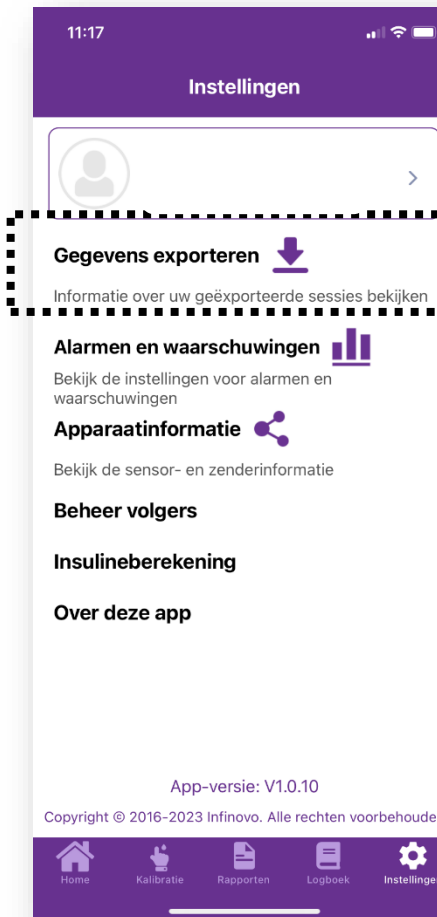 11:17
Instellingen
Gegevens exporteren
Informatie over uw geëxporteerde sessies bekijken
Alarmen en waarschuwingen
Bekijk de instellingen voor alarmen en
waarschuwingen
Apparaatinformatie
Bekijk de sensor- en zenderinformatie
Beheer volgers
Insulineberekening
Over deze app
App-versie: V1.0.10
Copyright © 2016-2023 Infinovo. Alle rechten voorbehoude
Home Kalibratie Rapporten Logboek Instellingen